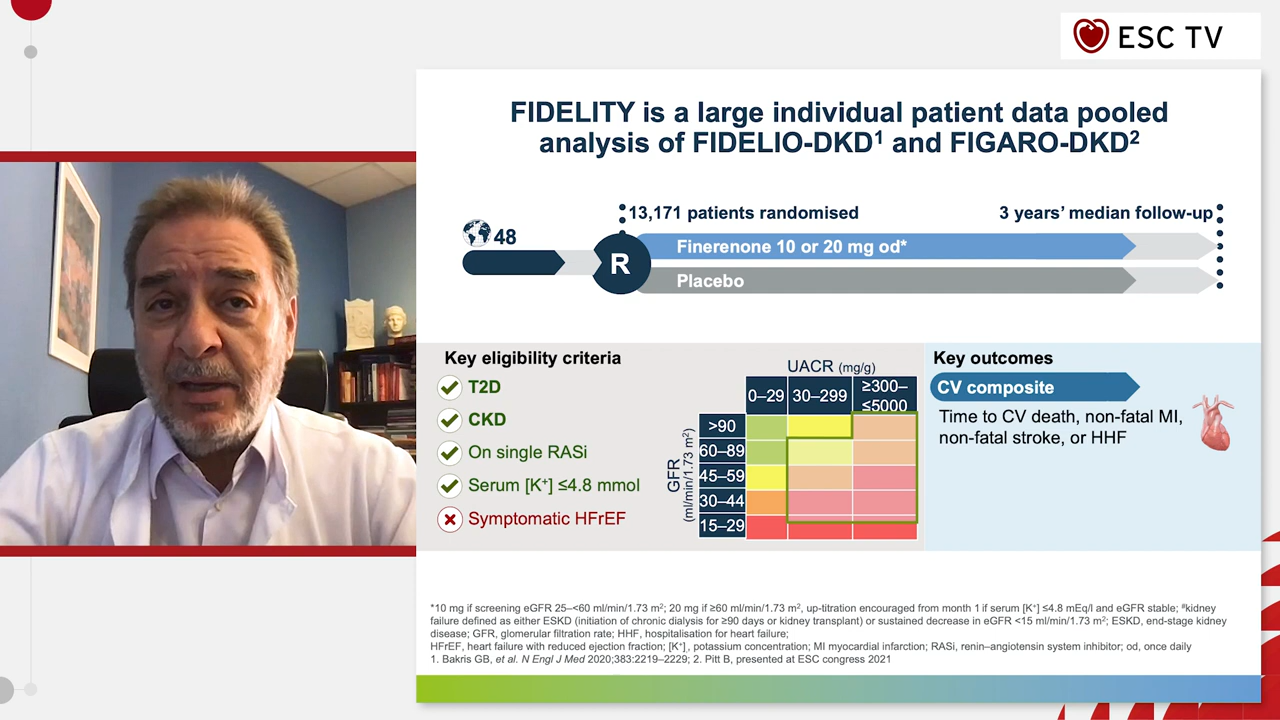 ESC TV
FIDELITY is a large individual patient data pooled
analysis of FIDELIO-DKD¹ and FIGARO-DKD²
48
13,171 patients randomised
3 years’ median follow-up
R
Finerenone 10 or 20 mg od*
Placebo
Key eligibility criteria
T2D
CKD
On single RASi
Serum [K⁺] ≤4.8 mmol
Symptomatic HFrEF
UACR (mg/g)
0–29 30–299 ≥300–
≤5000
GFR
(ml/min/1.73 m²)
>90
60–89
45–59
30–44
15–29
Key outcomes
CV composite
Time to CV death, non-fatal MI,
non-fatal stroke, or HHF
*10 mg if screening eGFR 25–<60 ml/min/1.73 m²; 20 mg if ≥60 ml/min/1.73 m², up-titration encouraged from month 1 if serum [K⁺] ≤4.8 mEq/l and eGFR stable; #kidney
failure defined as either ESKD (initiation of chronic dialysis for ≥90 days or kidney transplant) or sustained decrease in eGFR <15 ml/min/1.73 m²; ESKD, end-stage kidney
disease; GFR, glomerular filtration rate; HHF, hospitalisation for heart failure;
HFrEF, heart failure with reduced ejection fraction; [K⁺], potassium concentration; MI myocardial infarction; RASi, renin–angiotensin system inhibitor; od, once daily
1. Bakris GB, et al. N Engl J Med 2020;383:2219–2229; 2. Pitt B, presented at ESC congress 2021